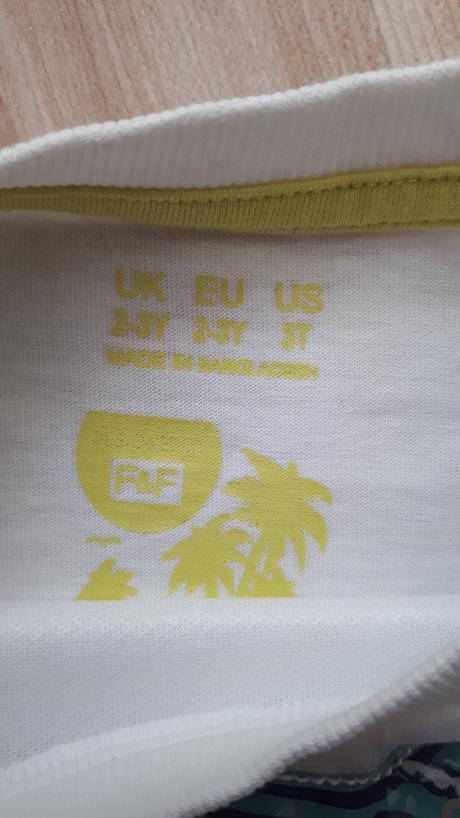 UK EU US
2-3Y 2-3Y 3T
MADE IN BANGLADESH
F&F